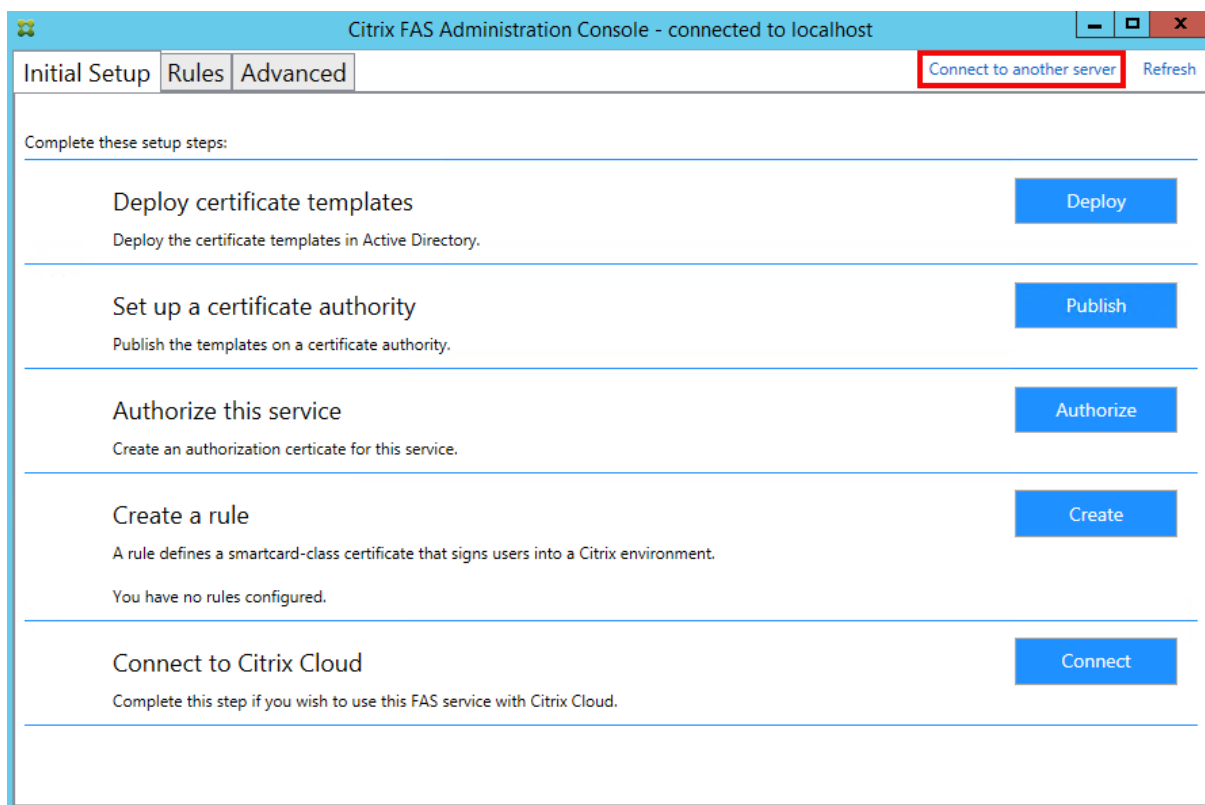 Citrix FAS Administration Console - connected to localhost
Initial Setup Rules Advanced Connect to another server Refresh
Complete these setup steps:
Deploy certificate templates
Deploy
Deploy the certificate templates in Active Directory.
Set up a certificate authority
Publish
Publish the templates on a certificate authority.
Authorize this service
Authorize
Create an authorization certicate for this service.
Create a rule
Create
A rule defines a smartcard-class certificate that signs users into a Citrix environment.
You have no rules configured.
Connect to Citrix Cloud
Connect
Complete this step if you wish to use this FAS service with Citrix Cloud.